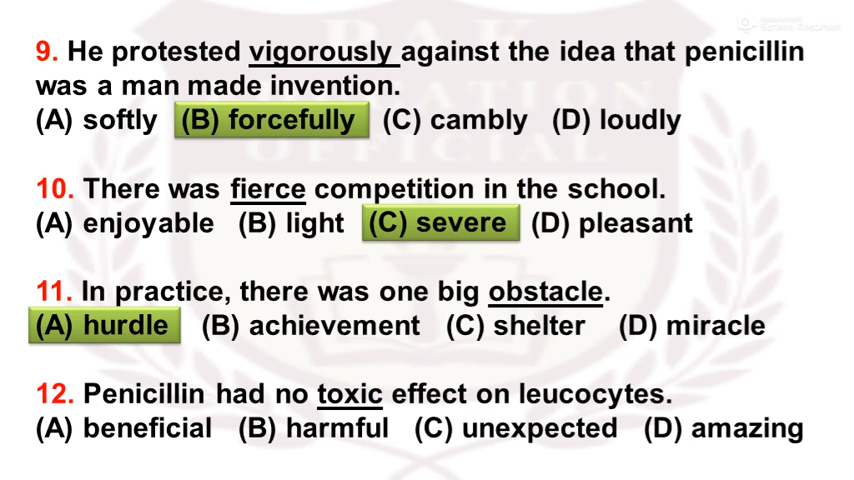 9. He protested vigorously against the idea that penicillin
was a man made invention.
(A) softly (B) forcefully (C) cambly (D) loudly
10. There was fierce competition in the school.
(A) enjoyable (B) light (C) severe (D) pleasant
11. In practice, there was one big obstacle.
(A) hurdle (B) achievement (C) shelter (D) miracle
12. Penicillin had no toxic effect on leucocytes.
(A) beneficial (B) harmful (C) unexpected (D) amazing